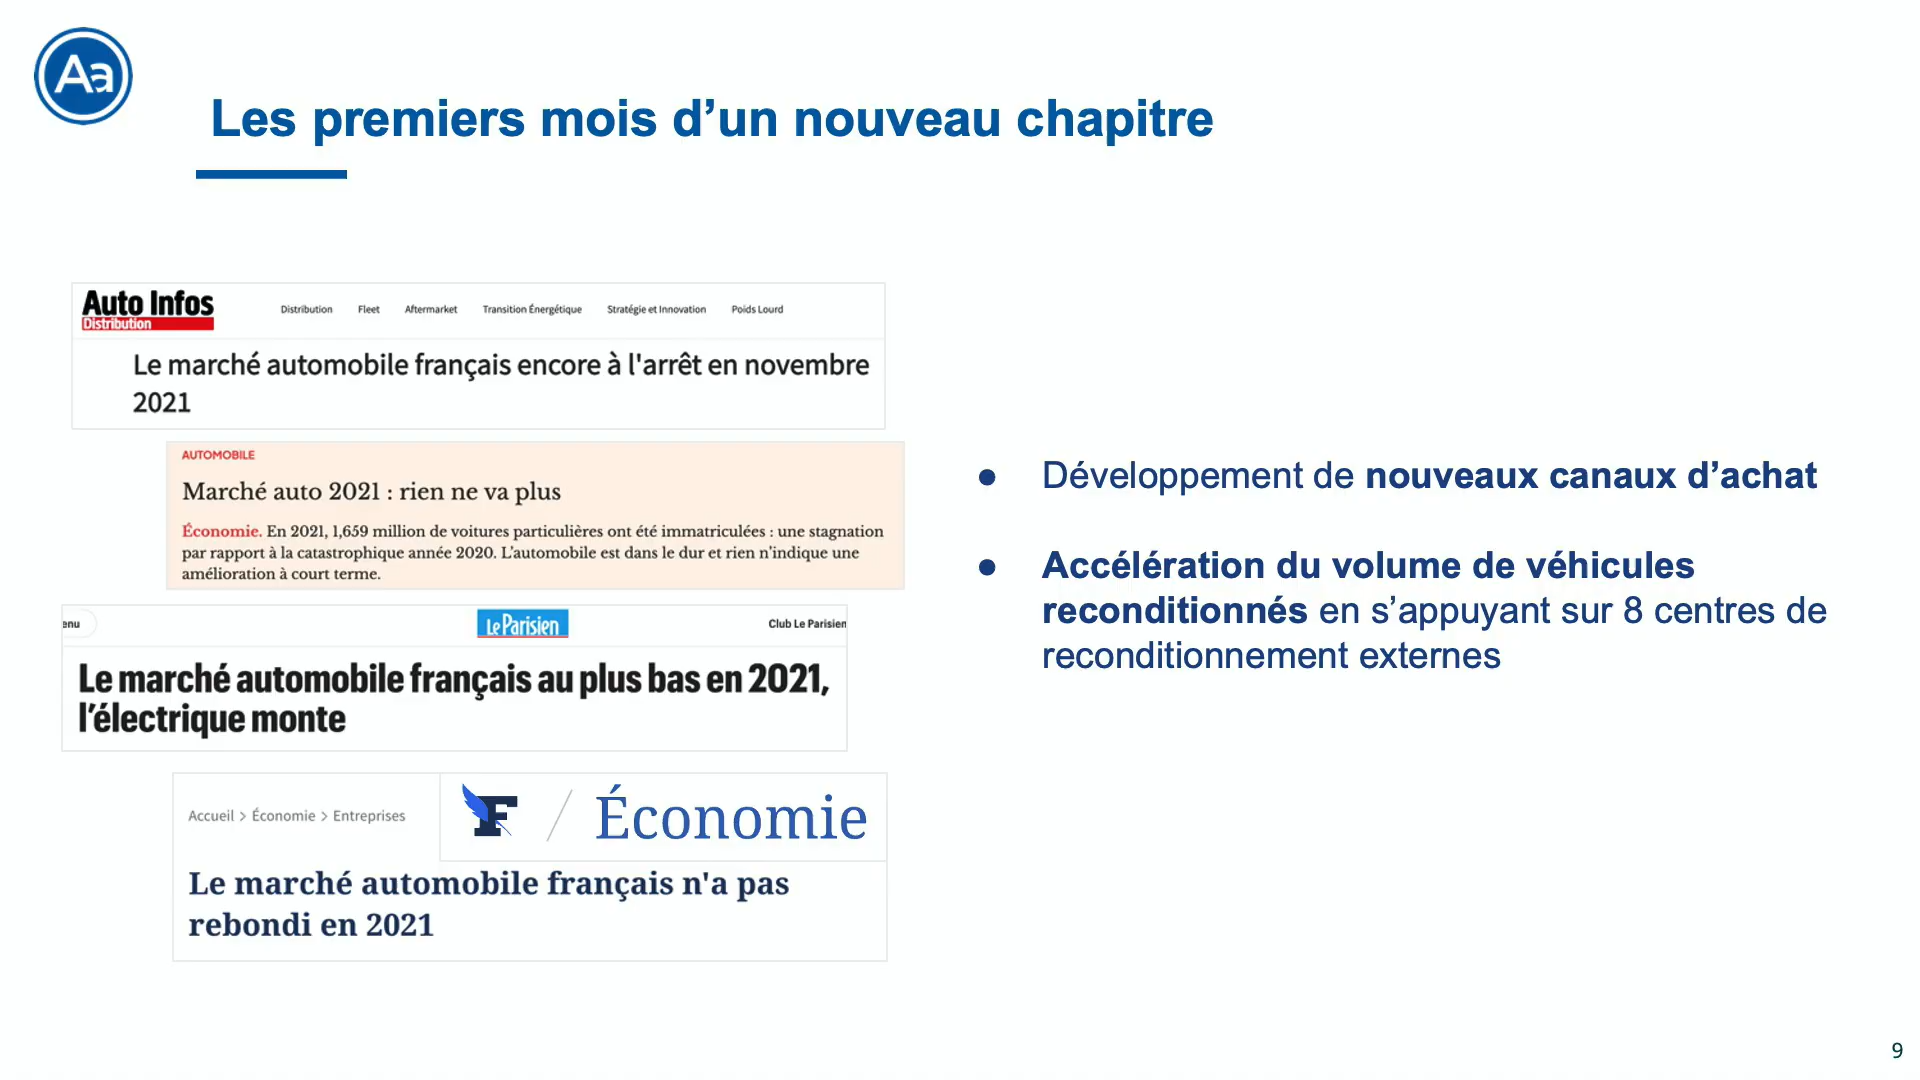 Aa
Les premiers mois d’un nouveau chapitre
Auto Infos
Distribution
Distribution Fleet Aftermarket Transition Énergétique Stratégie et Innovation Poids Lourd
Le marché automobile français encore à l'arrêt en novembre
2021
AUTOMOBILE
Marché auto 2021 : rien ne va plus
Économie. En 2021, 1,659 million de voitures particulières ont été immatriculées : une stagnation
par rapport à la catastrophique année 2020. L’automobile est dans le dur et rien n’indique une
amélioration à court terme.
enu
Le Parisien
Club Le Parisien
Le marché automobile français au plus bas en 2021,
l’électrique monte
Accueil > Économie > Entreprises
F / Économie
Le marché automobile français n'a pas
rebondi en 2021
● Développement de nouveaux canaux d’achat
● Accélération du volume de véhicules
reconditionnés en s’appuyant sur 8 centres de
reconditionnement externes
9